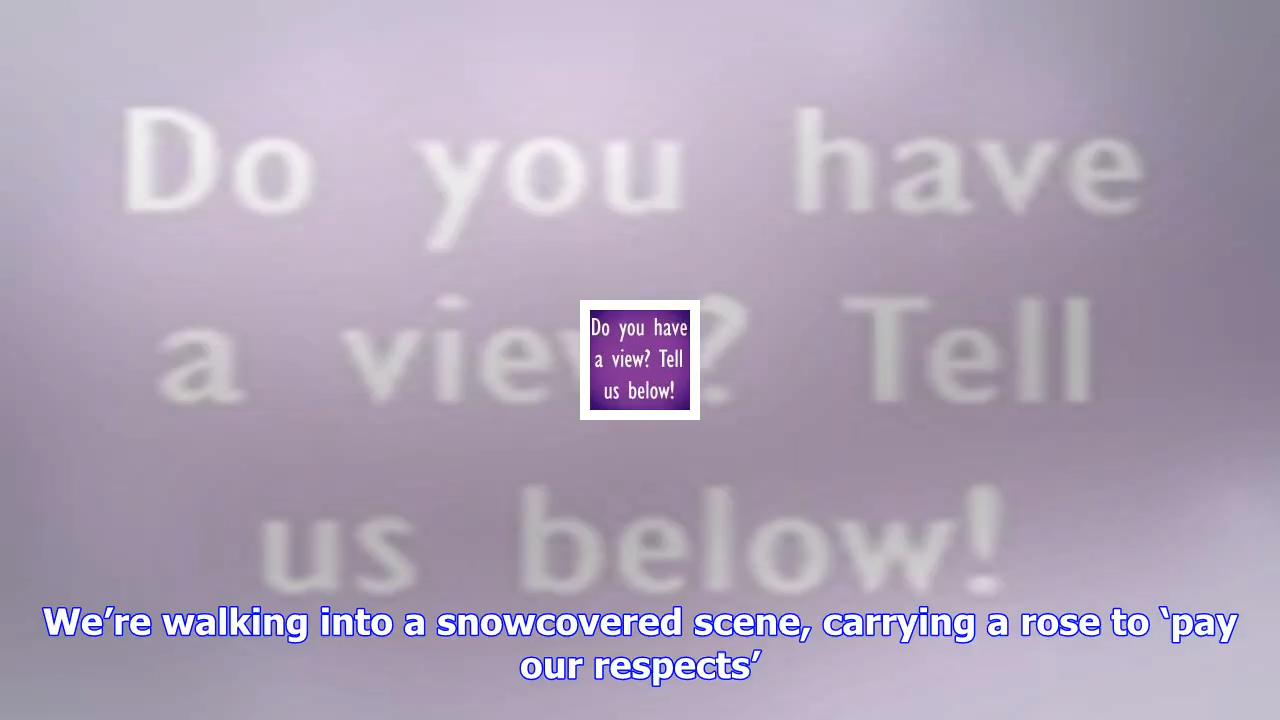 Do you have
a view? Tell
us below!
Do you have
a view? Tell
us below!
We’re walking into a snowcovered scene, carrying a rose to ‘pay
our respects’